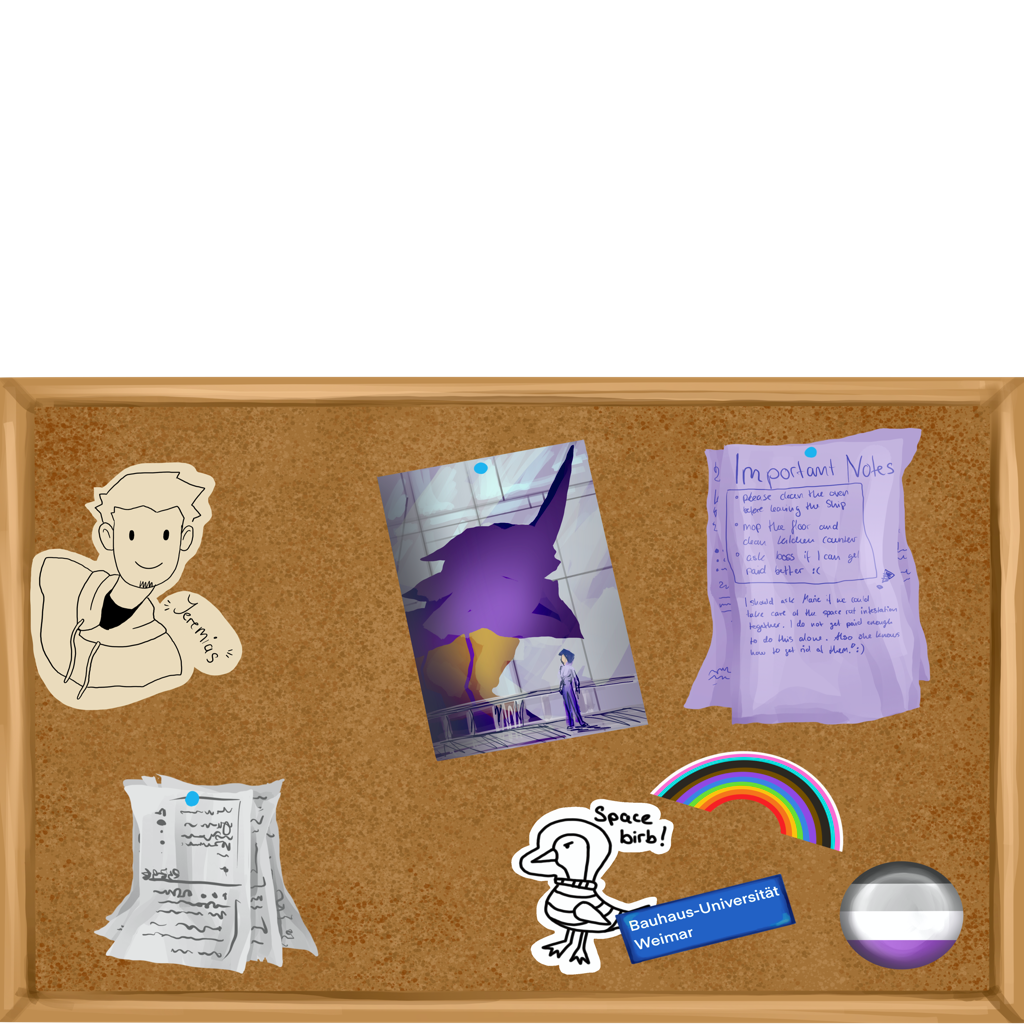 Important Notes
• please clean the oven
before leaving the Ship
• mop the floor and
clean kitchen counter
• ask boss if I can get
paid better :(
I should ask Marie if we could
take care of the space rat infestation
together. I do not get paid enough
to do this alone. Also she knows
how to get rid of them! :)
Jeremias
Space
birb!
Bauhaus-Universität
Weimar